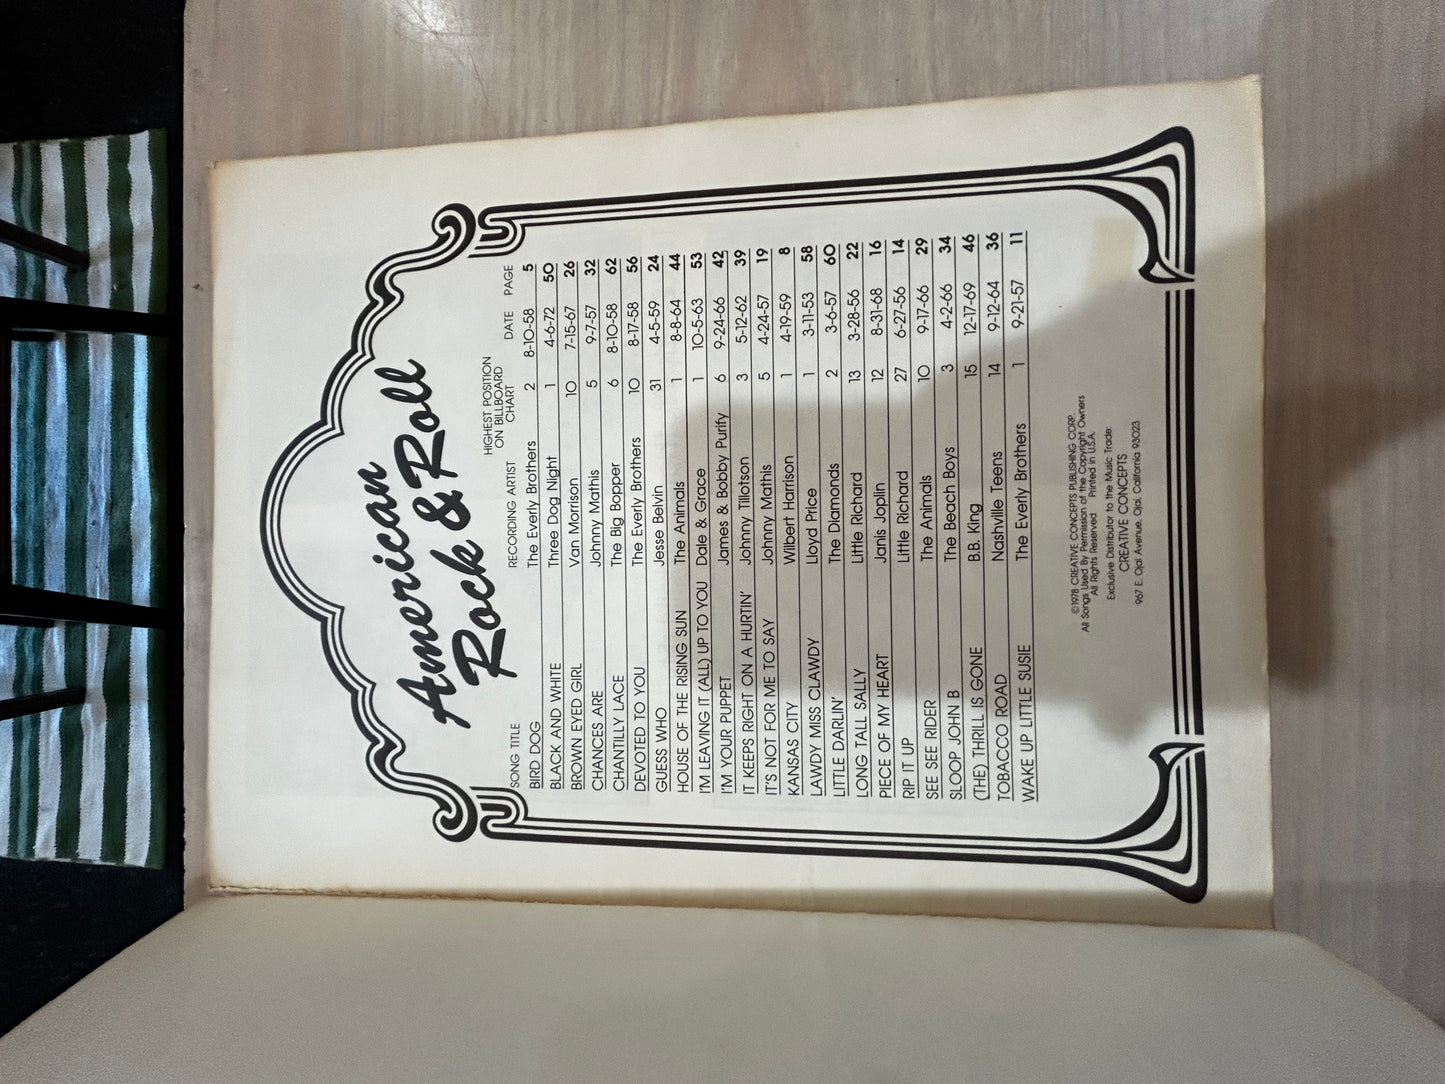 American
Rock & Roll
HIGHEST POSITION
ON BILLBOARD
SONG TITLE RECORDING ARTIST CHART DATE PAGE
BIRD DOG The Everly Brothers 2 8-10-58 5
BLACK AND WHITE Three Dog Night 1 4-6-72 50
BROWN EYED GIRL Van Morrison 10 7-15-67 26
CHANCES ARE Johnny Mathis 5 9-7-57 32
CHANTILLY LACE The Big Bopper 6 8-10-58 62
DEVOTED TO YOU The Everly Brothers 10 8-17-58 56
GUESS WHO Jesse Belvin 31 4-5-59 24
HOUSE OF THE RISING SUN The Animals 1 8-8-64 44
I'M LEAVING IT (ALL) UP TO YOU Dale & Grace 1 10-5-63 53
I'M YOUR PUPPET James & Bobby Purify 6 9-24-66 42
IT KEEPS RIGHT ON A HURTIN' Johnny Tillotson 3 5-12-62 39
IT'S NOT FOR ME TO SAY Johnny Mathis 5 4-24-57 19
KANSAS CITY Wilbert Harrison 1 4-19-59 8
LAWDY MISS CLAWDY Lloyd Price 1 3-11-53 58
LITTLE DARLIN' The Diamonds 2 3-6-57 60
LONG TALL SALLY Little Richard 13 3-28-56 22
PIECE OF MY HEART Janis Joplin 12 8-31-68 16
RIP IT UP Little Richard 27 6-27-56 14
SEE SEE RIDER The Animals 10 9-17-66 29
SLOOP JOHN B The Beach Boys 3 4-2-66 34
(THE) THRILL IS GONE B.B. King 15 12-17-69 46
TOBACCO ROAD Nashville Teens 14 9-12-64 36
WAKE UP LITTLE SUSIE The Everly Brothers 1 9-21-57 11
©1978 CREATIVE CONCEPTS PUBLISHING CORP.
All Songs Used By Permission of the Copyright Owners
All Rights Reserved Printed in U.S.A.
Exclusive Distributor to the Music Trade:
CREATIVE CONCEPTS
967 E. Ojai Avenue, Ojai, California 93023